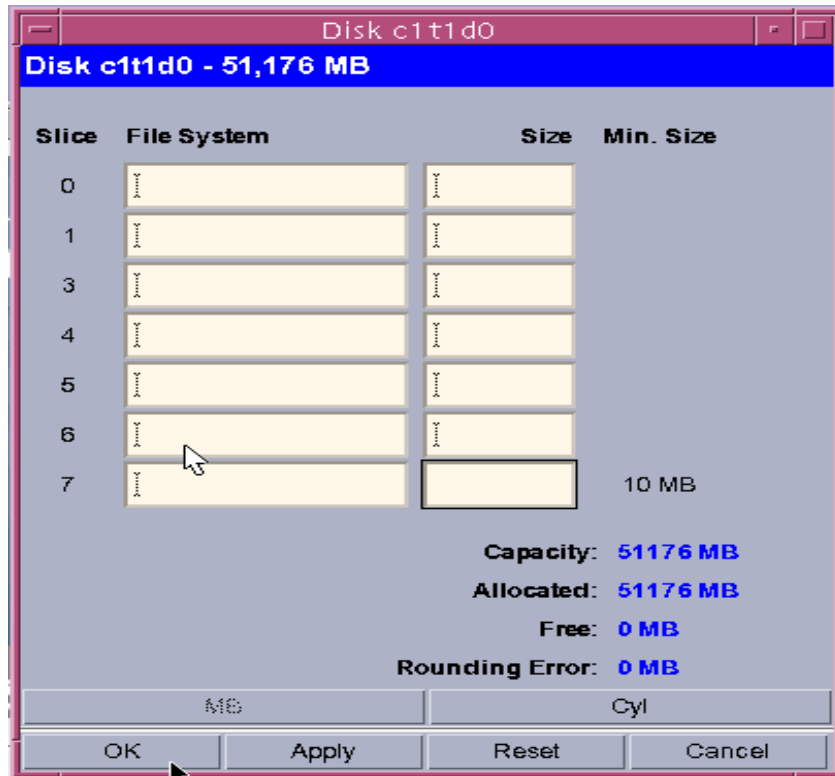 Disk c1t1d0
Disk c1t1d0 - 51,176 MB
Slice File System Size Min. Size
0
1
3
4
5
6
7 10 MB
Capacity: 51176 MB
Allocated: 51176 MB
Free: 0 MB
Rounding Error: 0 MB
MB Cyl
OK Apply Reset Cancel